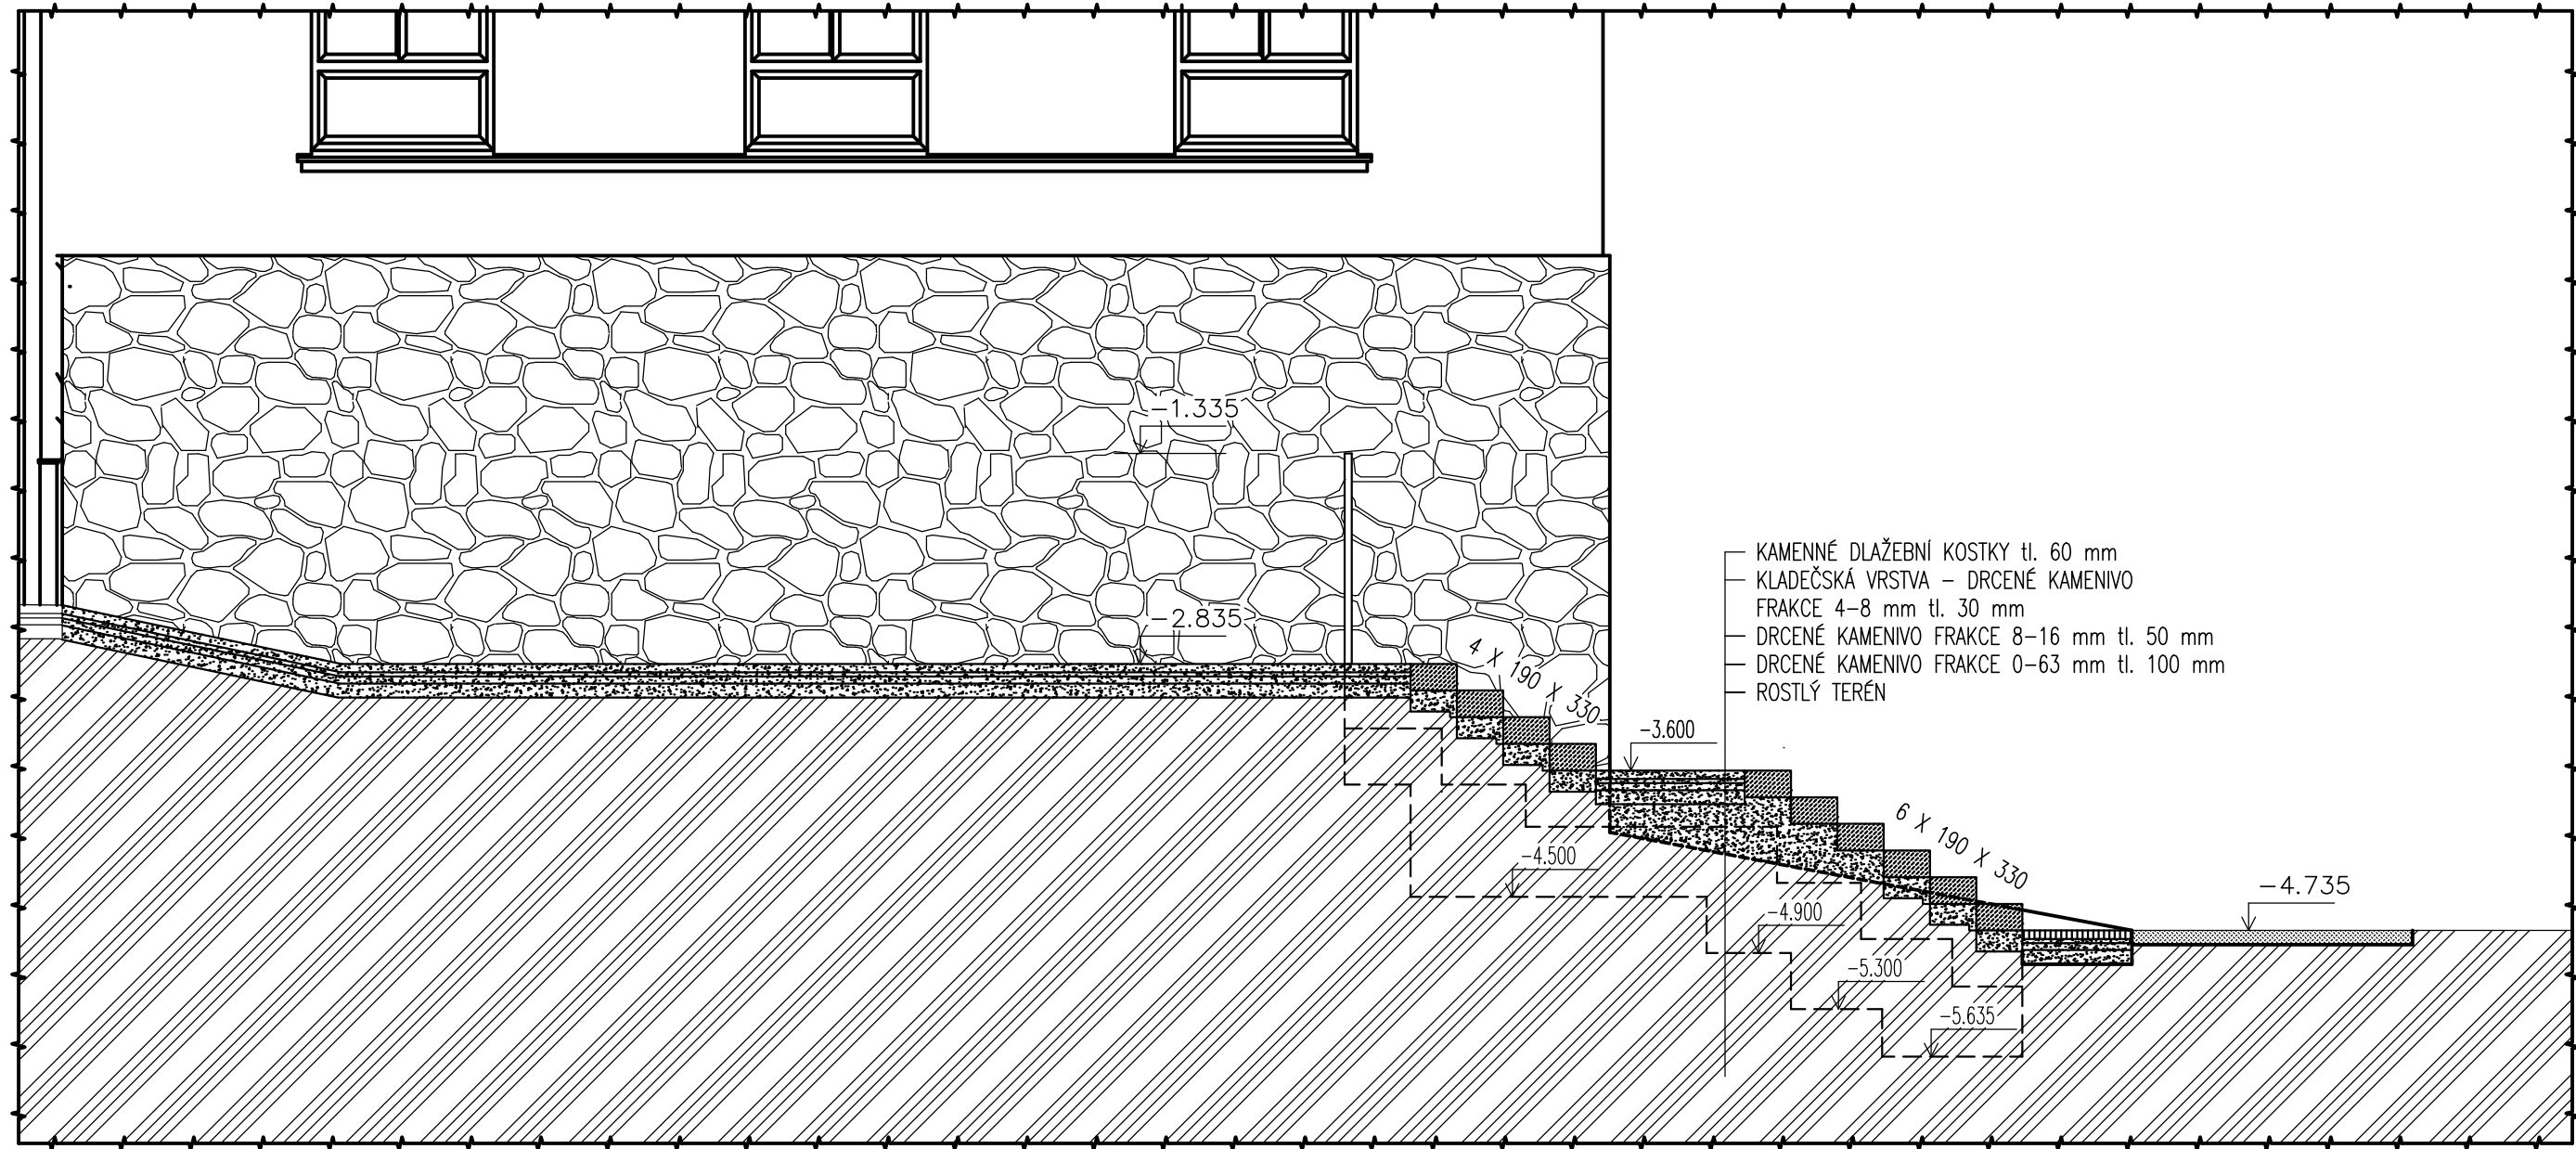 -1.335
KAMENNÉ DLAŽEBNÍ KOSTKY tl. 60 mm
KLADEČSKÁ VRSTVA - DRCENÉ KAMENIVO
FRAKCE 4-8 mm tl. 30 mm
DRCENÉ KAMENIVO FRAKCE 8-16 mm tl. 50 mm
DRCENÉ KAMENIVO FRAKCE 0-63 mm tl. 100 mm
ROSTLÝ TERÉN
-2.835
4 X 190 X 330
-3.600
6 X 190 X 330
-4.500
-4.735
-4.900
-5.300
-5.635